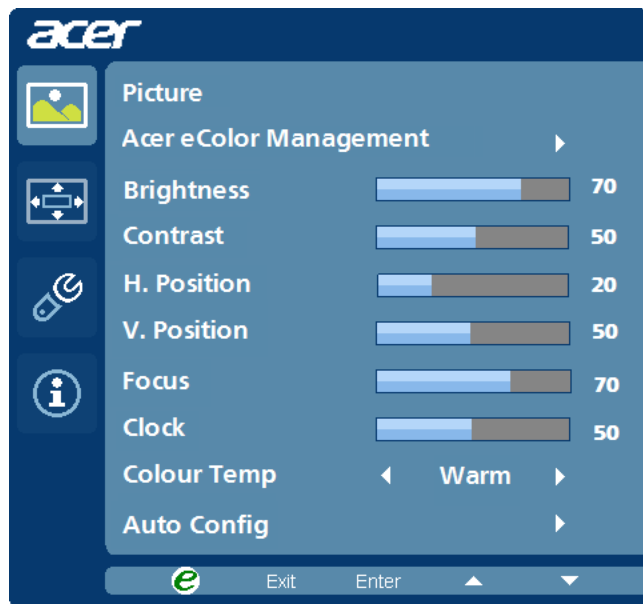 acer
Picture
Acer eColor Management
Brightness 70
Contrast 50
H. Position 20
V. Position 50
Focus 70
Clock 50
Colour Temp Warm
Auto Config
e Exit Enter